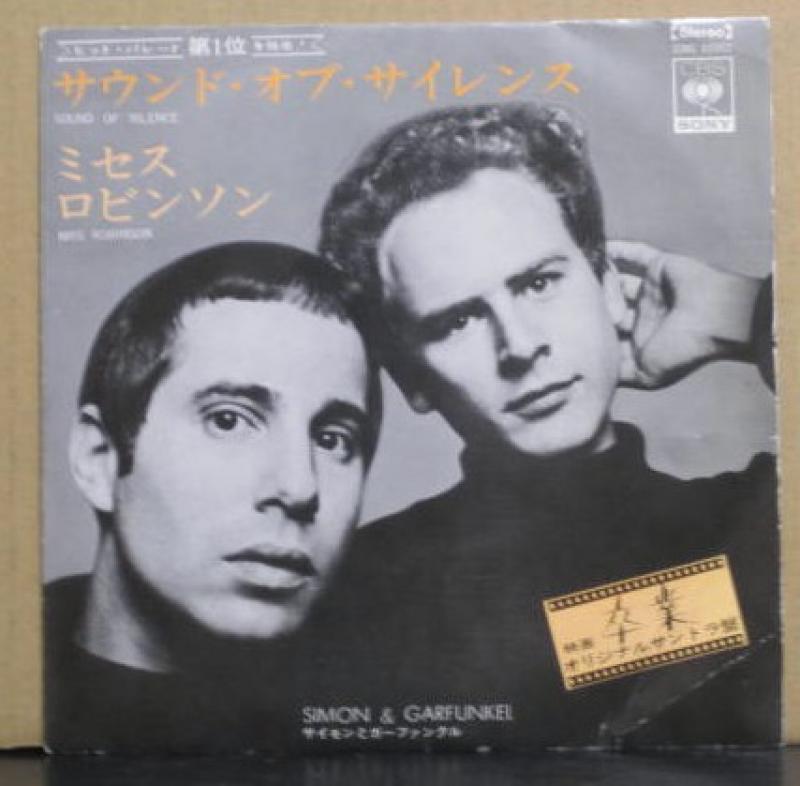 第1位
サウンド・オブ・サイレンス
SOUND OF SILENCE
ミセス
ロビンソン
MRS. ROBINSON
Stereo
CBS
SONY
卒業
映画
オリジナルサントラ盤
SIMON & GARFUNKEL
サイモンとガーファンクル